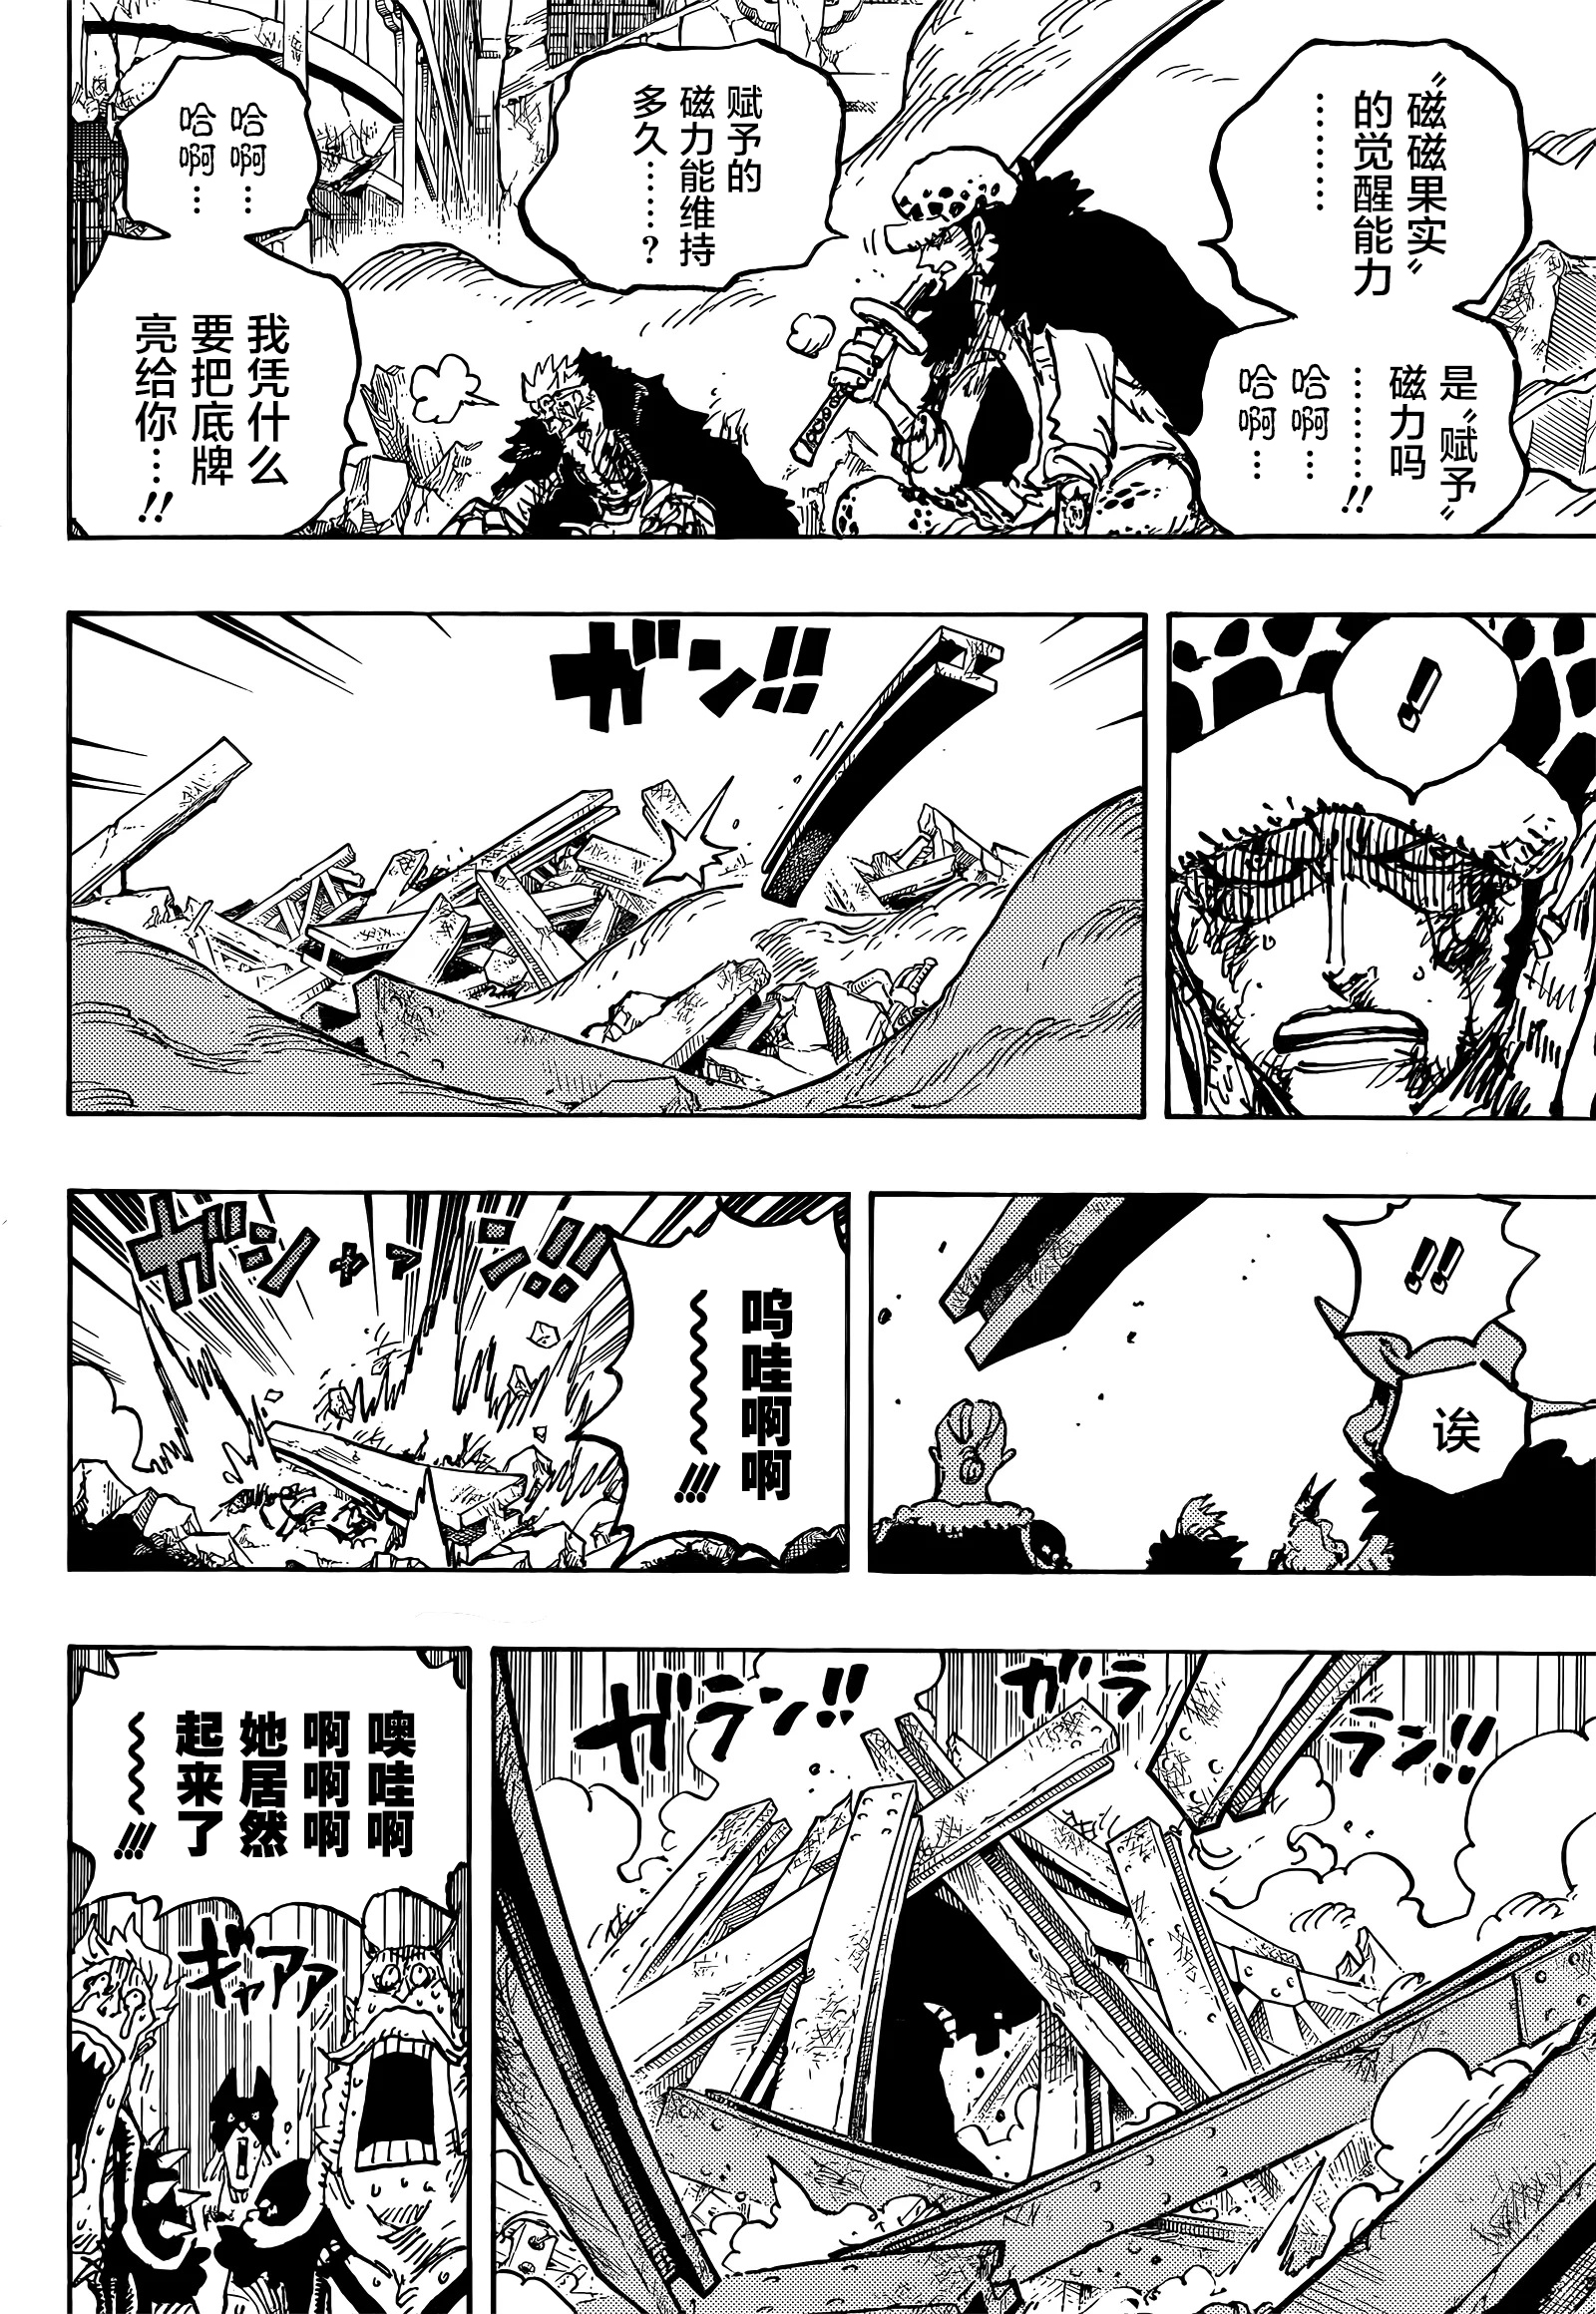 “磁磁果实”
的觉醒能力
………
是“赋予”
磁力吗
………!!
哈啊…
哈啊…
赋予的
磁力能维持
多久……?
哈啊…
哈啊…
我凭什么
要把底牌
亮给你…!!
!!
ガン!!
!!
诶
呜哇啊啊
~~~!!!
ガシャァン!!
ガラ
ガラン!!
ガラン!!
噢哇啊
啊啊啊
她居然
起来了
~~~!!!
ギャアア